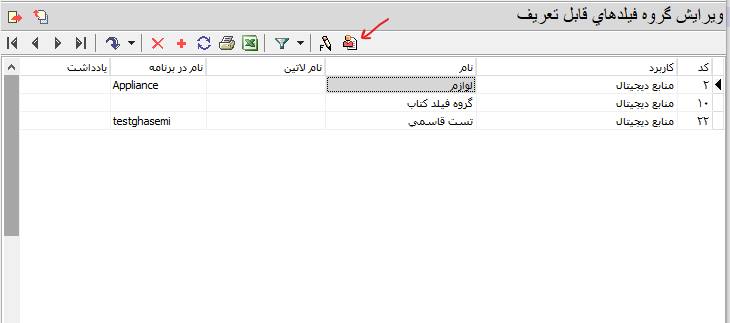 ويرايش گروه فيلدهاي قابل تعريف
کد کاربرد نام نام لاتين نام در برنامه يادداشت
۲ منابع ديجيتال لوازم Appliance
۱۰ منابع ديجيتال گروه فيلد کتاب
۲۲ منابع ديجيتال تست قاسمي testghasemi